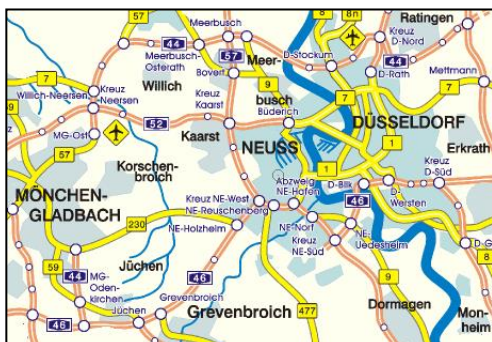 57
Meerbusch
8
8n
Ratingen
44
Meerbusch-
Osterath
57
Meer-
D-Stockum
Kreuz
D-Nord
44
D-Rath
Mettmann
7
Kreuz
Neersen
Willich-Neersen
Willich
Bovert
9
busch
7
7
Kreuz
Kaarst
Büderich
DÜSSELDORF
52
MG-Ost
Kaarst
NEUSS
1
Erkrath
57
Korschen-
broich
Kreuz
D-Süd
1
MÖNCHEN-
GLADBACH
Kreuz NE-West
NE-Reuschenberg
Abzweig
NE-Hafen
D-Bilk
46
D-
Wersten
230
NE-Holzheim
NE-Norf
Kreuz
NE-Süd
NE-
Uedesheim
D-G
8
59
44
MG-
Oden-
kirchen
Jüchen
46
Grevenbroich
9
Dormagen
Mon-
heim
46
Jüchen
Grevenbroich
477